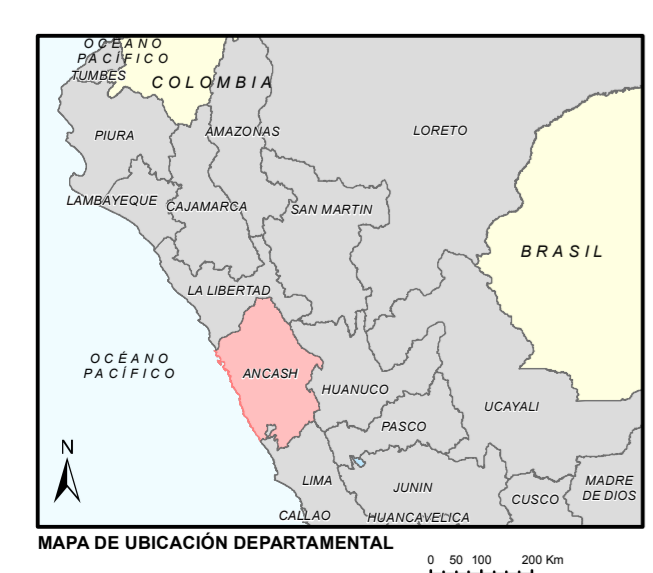 OCÉANO
PACÍFICO
TUMBES
COLOMBIA
PIURA
AMAZONAS
LORETO
LAMBAYEQUE
CAJAMARCA
SAN MARTIN
BRASIL
LA LIBERTAD
OCÉANO
PACÍFICO
ANCASH
HUANUCO
UCAYALI
PASCO
N
LIMA
JUNIN
MADRE
DE DIOS
CUSCO
CALLAO
HUANCAVELICA
MAPA DE UBICACIÓN DEPARTAMENTAL
0 50 100 200 Km